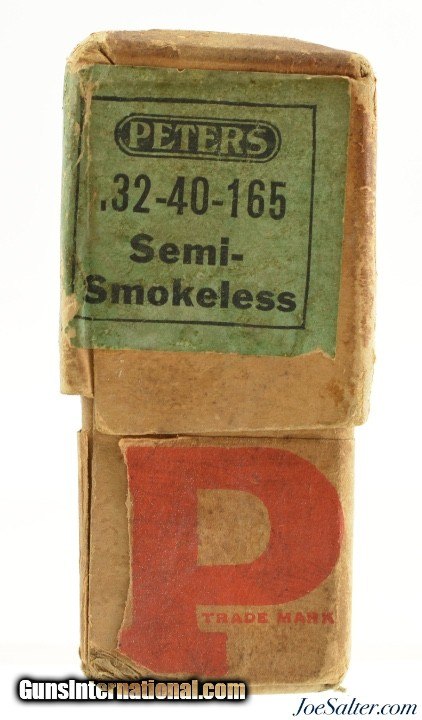 PETERS
.32-40-165
Semi-
Smokeless
P
TRADE MARK
GunsInternational.com
JoeSalter.com